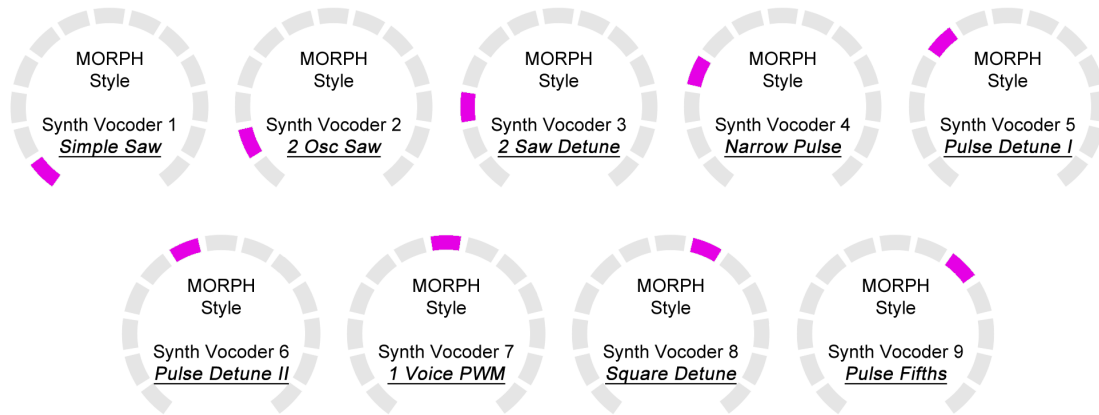 MORPH
Style
Synth Vocoder 1
Simple Saw
MORPH
Style
Synth Vocoder 2
2 Osc Saw
MORPH
Style
Synth Vocoder 3
2 Saw Detune
MORPH
Style
Synth Vocoder 4
Narrow Pulse
MORPH
Style
Synth Vocoder 5
Pulse Detune I
MORPH
Style
Synth Vocoder 6
Pulse Detune II
MORPH
Style
Synth Vocoder 7
1 Voice PWM
MORPH
Style
Synth Vocoder 8
Square Detune
MORPH
Style
Synth Vocoder 9
Pulse Fifths